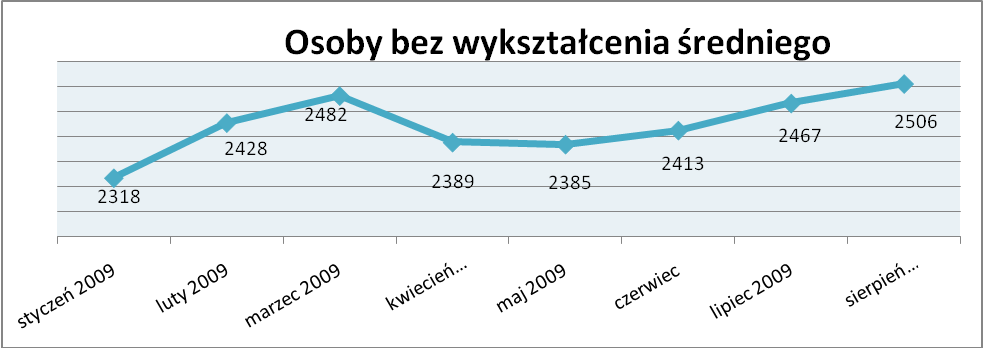 Osoby bez wykształcenia średniego
2318
2428
2482
2389
2385
2413
2467
2506
styczeń 2009
luty 2009
marzec 2009
kwiecień...
maj 2009
czerwiec
lipiec 2009
sierpień...